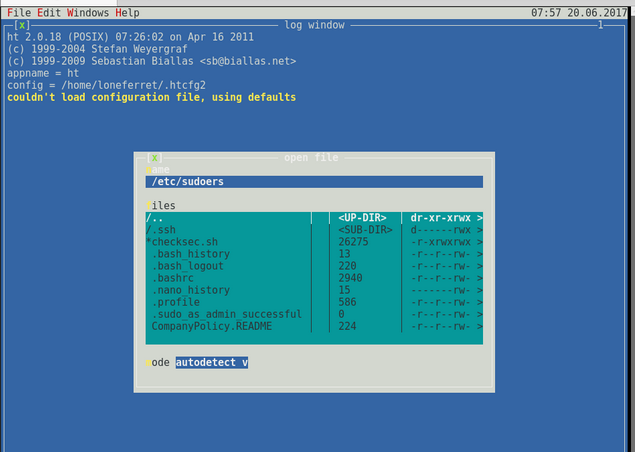 File Edit Windows Help 07:57 20.06.2017
[x] log window 1
ht 2.0.18 (POSIX) 07:26:02 on Apr 16 2011
(c) 1999-2004 Stefan Weyergraf
(c) 1999-2009 Sebastian Biallas <sb@biallas.net>
appname = ht
config = /home/loneferret/.htcfg2
couldn't load configuration file, using defaults
[x] open file
name
/etc/sudoers
files
/.. <UP-DIR> dr-xr-xrwx >
/.ssh <SUB-DIR> d------rwx >
*checksec.sh 26275 -r-xrwxrwx >
.bash_history 13 -r--r--rw- >
.bash_logout 220 -r--r--rw- >
.bashrc 2940 -r--r--rw- >
.nano_history 15 -------rw- >
.profile 586 -r--r--rw- >
.sudo_as_admin_successful 0 -r--r--rw- >
CompanyPolicy.README 224 -r--r--rw- >
mode autodetect v